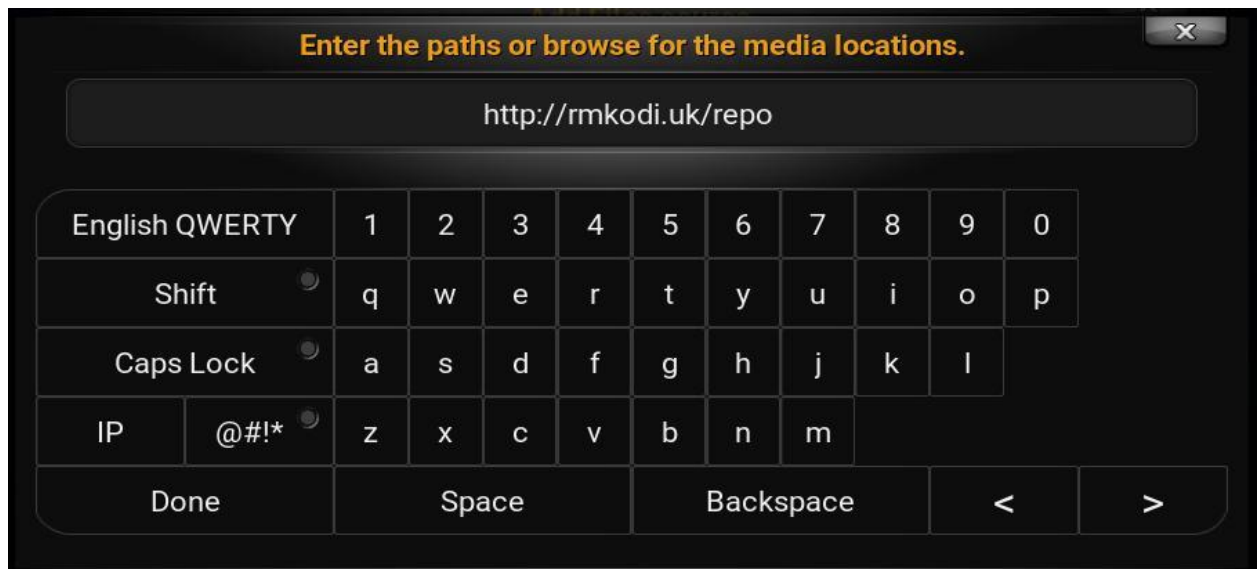 Enter the paths or browse for the media locations.
http://rmkodi.uk/repo
English QWERTY 1 2 3 4 5 6 7 8 9 0
Shift q w e r t y u i o p
Caps Lock a s d f g h j k l
IP @#!* z x c v b n m
Done Space Backspace < >